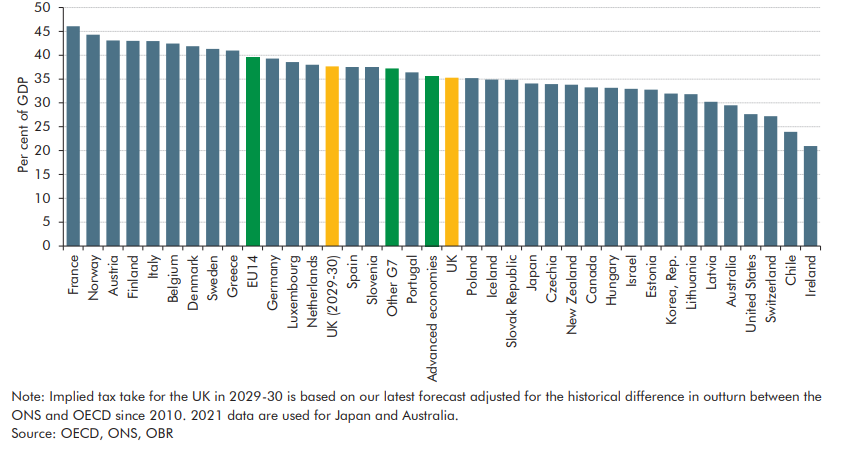 50
45
40
35
30
25
20
15
10
5
0
Per cent of GDP
France
Norway
Austria
Finland
Italy
Belgium
Denmark
Sweden
Greece
EU14
Germany
Luxembourg
Netherlands
UK (2029-30)
Spain
Slovenia
Other G7
Portugal
Advanced economies
UK
Poland
Iceland
Slovak Republic
Japan
Czechia
New Zealand
Canada
Hungary
Israel
Estonia
Korea, Rep.
Lithuania
Latvia
Australia
United States
Switzerland
Chile
Ireland
Note: Implied tax take for the UK in 2029-30 is based on our latest forecast adjusted for the historical difference in outturn between the
ONS and OECD since 2010. 2021 data are used for Japan and Australia.
Source: OECD, ONS, OBR